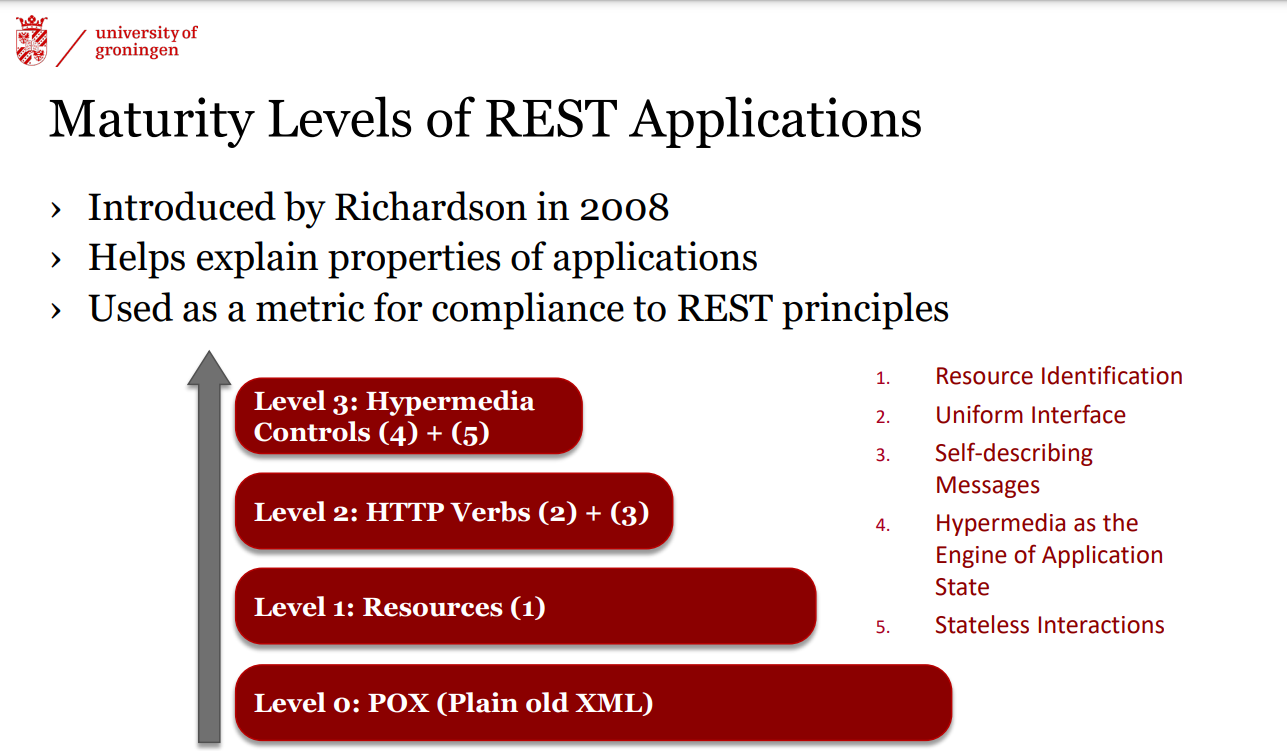 university of
groningen
Maturity Levels of REST Applications
› Introduced by Richardson in 2008
› Helps explain properties of applications
› Used as a metric for compliance to REST principles
Level 3: Hypermedia
Controls (4) + (5)
Level 2: HTTP Verbs (2) + (3)
Level 1: Resources (1)
Level 0: POX (Plain old XML)
1. Resource Identification
2. Uniform Interface
3. Self-describing
Messages
4. Hypermedia as the
Engine of Application
State
5. Stateless Interactions